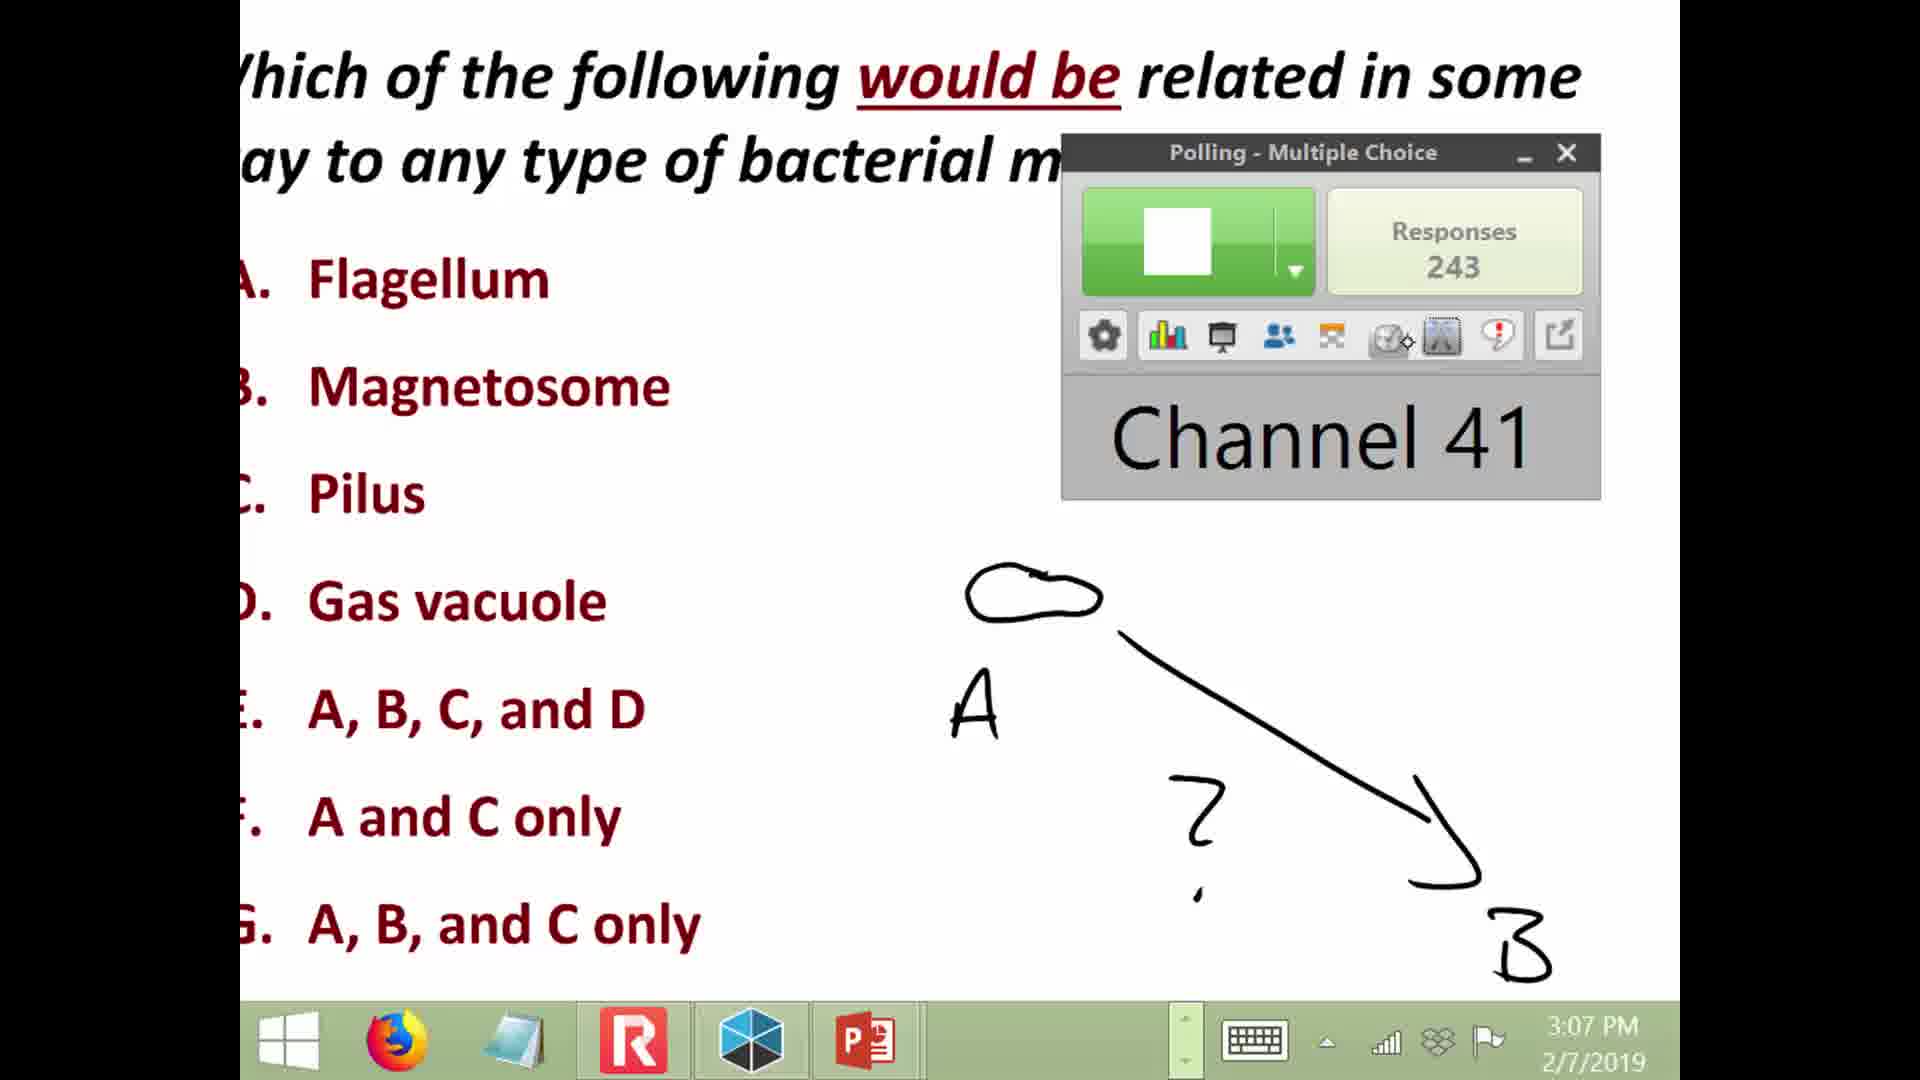 hich of the following would be related in some
ay to any type of bacterial m
Polling - Multiple Choice
Responses
243
Channel 41
A. Flagellum
B. Magnetosome
C. Pilus
D. Gas vacuole
E. A, B, C, and D
F. A and C only
G. A, B, and C only
A
?
B
3:07 PM
2/7/2019